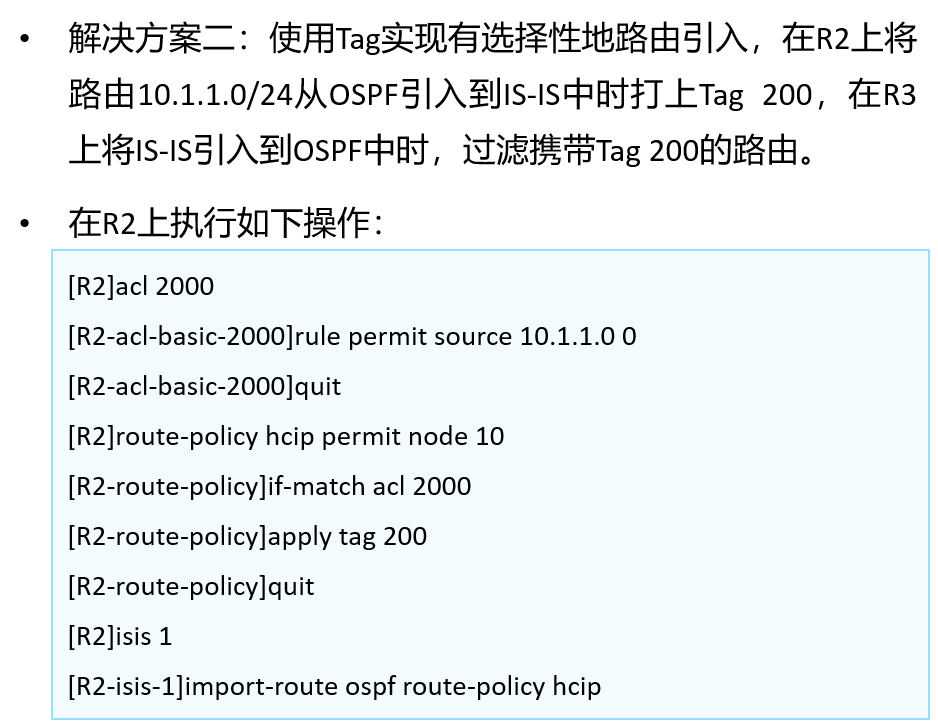 • 解决方案二：使用Tag实现有选择性地路由引入，在R2上将
路由10.1.1.0/24从OSPF引入到IS-IS中时打上Tag 200，在R3
上将IS-IS引入到OSPF中时，过滤携带Tag 200的路由。
• 在R2上执行如下操作：
[R2]acl 2000
[R2-acl-basic-2000]rule permit source 10.1.1.0 0
[R2-acl-basic-2000]quit
[R2]route-policy hcip permit node 10
[R2-route-policy]if-match acl 2000
[R2-route-policy]apply tag 200
[R2-route-policy]quit
[R2]isis 1
[R2-isis-1]import-route ospf route-policy hcip